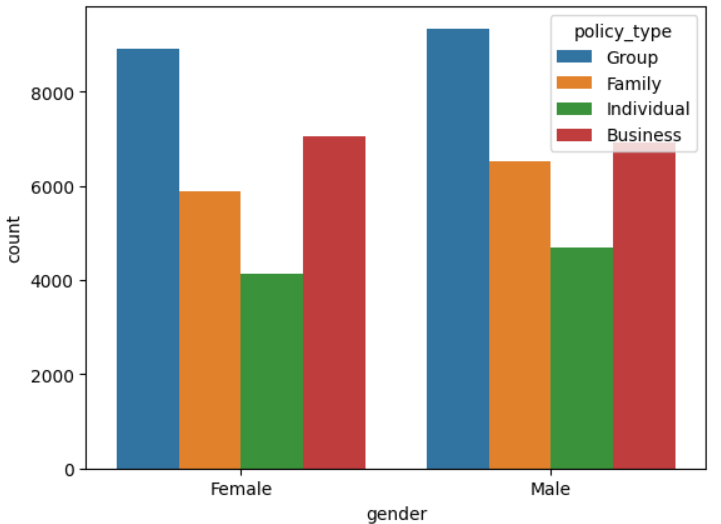 policy_type
Group
Family
Individual
Business
8000
6000
4000
2000
0
count
Female
Male
gender